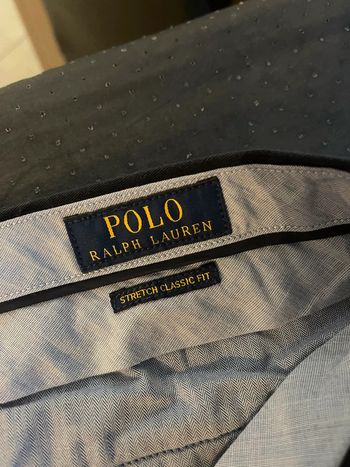 POLO
RALPH LAUREN
STRETCH CLASSIC FIT